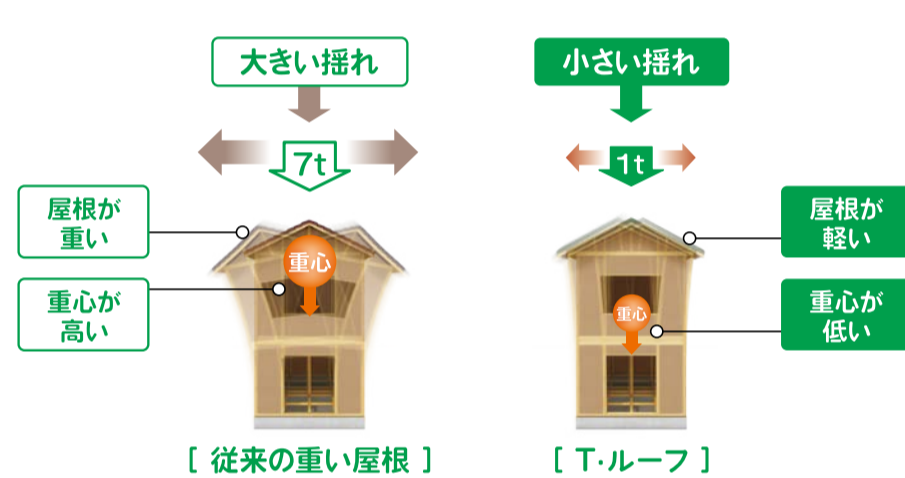 大きい揺れ
7t
屋根が
重い
重心
重心が
高い
[ 従来の重い屋根 ]
小さい揺れ
1t
屋根が
軽い
重心
重心が
低い
[ T·ルーフ ]